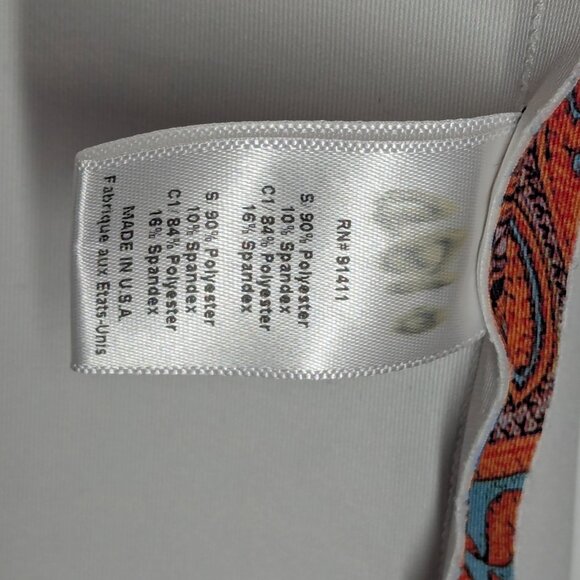 RN# 91411
S: 90% Polyester
10% Spandex
C1: 84% Polyester
16% Spandex
S: 90% Polyester
10% Spandex
C1: 84% Polyester
16% Spandex
MADE IN U.S.A.
Fabrique aux Etats-Unis